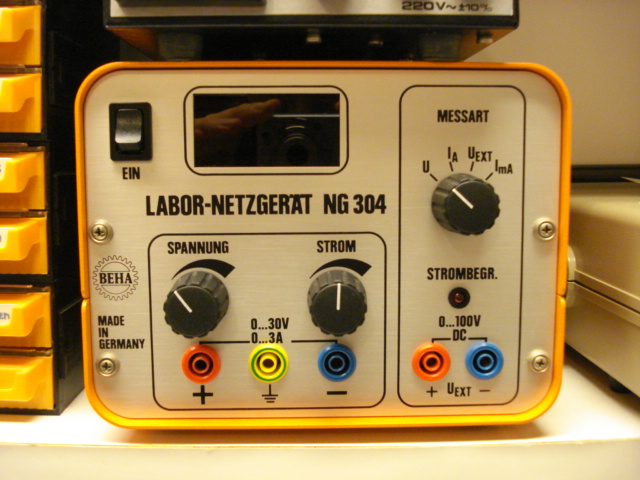 220V~±10%
EIN
MESSART
U IA UEXT ImA
LABOR-NETZGERÄT NG 304
SPANNUNG STROM
BEHA
STROMBEGR.
MADE
IN
GERMANY
0...30V
0...3A
0...100V
DC
+ ⏚ −
+ UEXT −